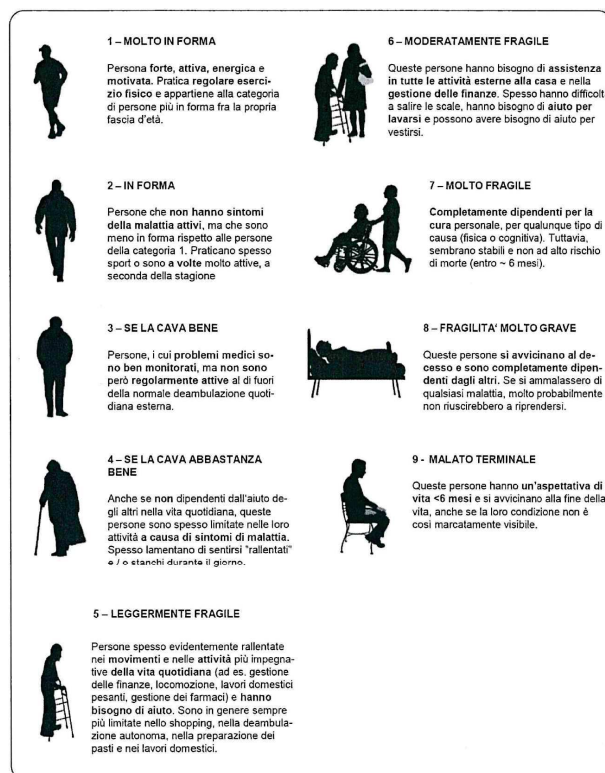 1 – MOLTO IN FORMA
Persona forte, attiva, energica e
motivata. Pratica regolare eserci-
zio fisico e appartiene alla categoria
di persone più in forma fra la propria
fascia d'età.
2 – IN FORMA
Persone che non hanno sintomi
della malattia attivi, ma che sono
meno in forma rispetto alle persone
della categoria 1. Praticano spesso
sport o sono a volte molto attive, a
seconda della stagione
3 – SE LA CAVA BENE
Persone, i cui problemi medici so-
no ben monitorati, ma non sono
però regolarmente attive al di fuori
della normale deambulazione quoti-
diana esterna.
4 – SE LA CAVA ABBASTANZA
BENE
Anche se non dipendenti dall'aiuto de-
gli altri nella vita quotidiana, queste
persone sono spesso limitate nelle loro
attività a causa di sintomi di malattia.
Spesso lamentano di sentirsi "rallentati"
e / o stanchi durante il giorno.
5 – LEGGERMENTE FRAGILE
Persone spesso evidentemente rallentate
nei movimenti e nelle attività più impegna-
tive della vita quotidiana (ad es. gestione
delle finanze, locomozione, lavori domestici
pesanti, gestione dei farmaci) e hanno
bisogno di aiuto. Sono in genere sempre
più limitate nello shopping, nella deambula-
zione autonoma, nella preparazione dei
pasti e nei lavori domestici.
6 – MODERATAMENTE FRAGILE
Queste persone hanno bisogno di assistenza
in tutte le attività esterne alla casa e nella
gestione delle finanze. Spesso hanno difficolt
a salire le scale, hanno bisogno di aiuto per
lavarsi e possono avere bisogno di aiuto per
vestirsi.
7 – MOLTO FRAGILE
Completamente dipendenti per la
cura personale, per qualunque tipo di
causa (fisica o cognitiva). Tuttavia,
sembrano stabili e non ad alto rischio
di morte (entro ~ 6 mesi).
8 – FRAGILITA' MOLTO GRAVE
Queste persone si avvicinano al de-
cesso e sono completamente dipen-
denti dagli altri. Se si ammalassero di
qualsiasi malattia, molto probabilmente
non riuscirebbero a riprendersi.
9 - MALATO TERMINALE
Queste persone hanno un'aspettativa di
vita <6 mesi e si avvicinano alla fine della
vita, anche se la loro condizione non è
così marcatamente visibile.